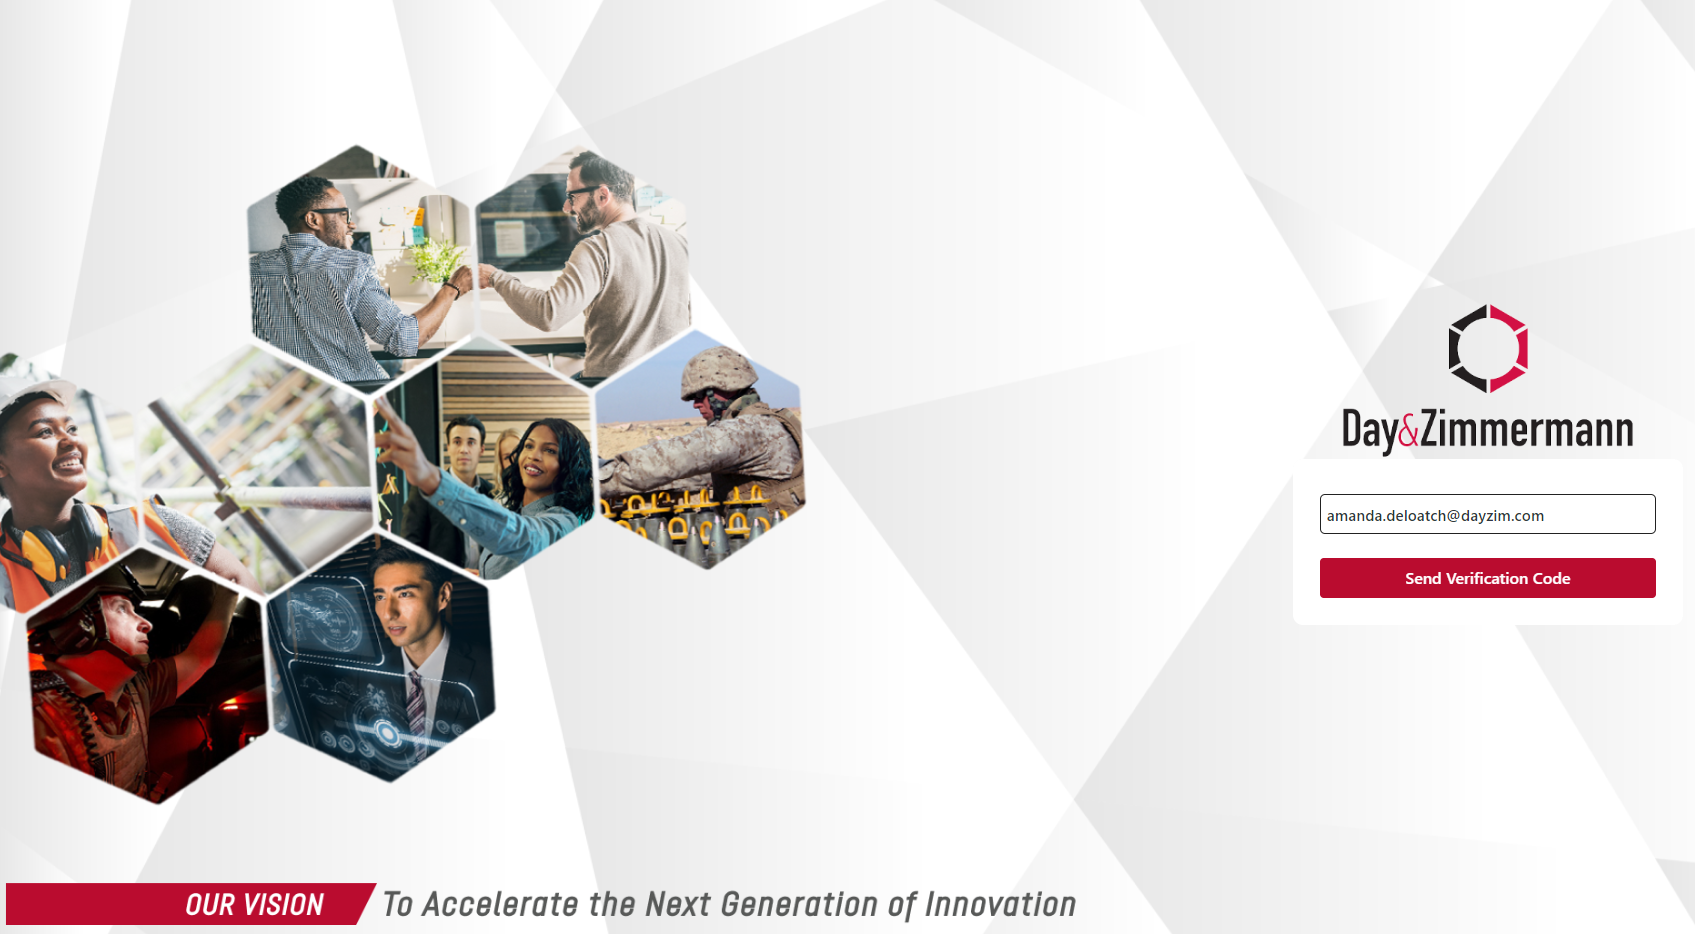 Day&Zimmermann
amanda.deloatch@dayzim.com
Send Verification Code
OUR VISION To Accelerate the Next Generation of Innovation